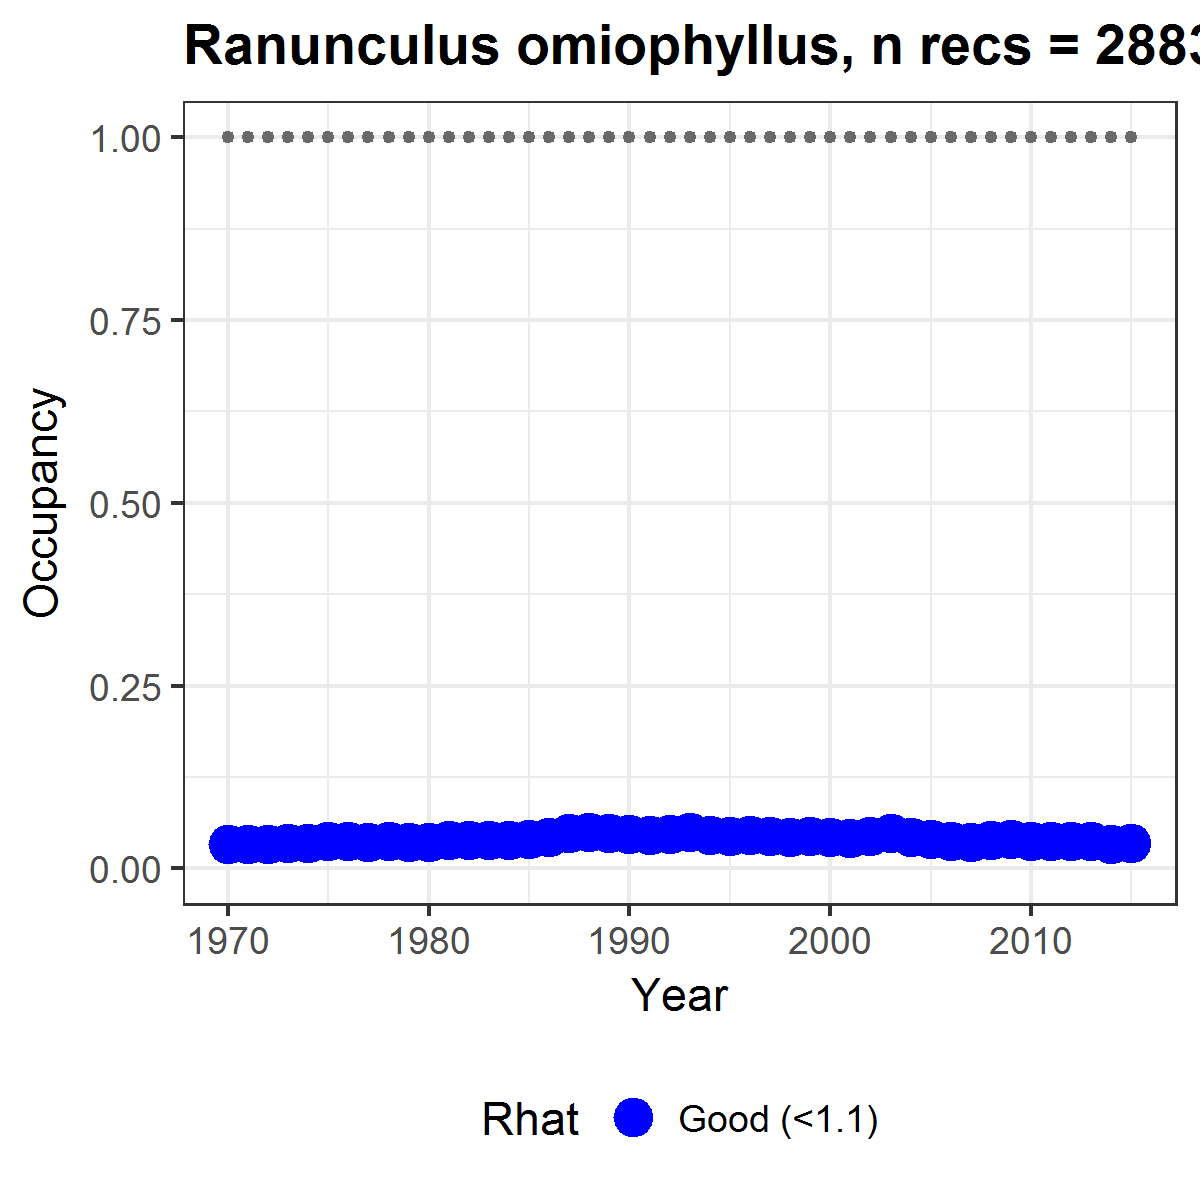 Ranunculus omiophyllus, n recs = 2883
1.00
0.75
0.50
0.25
0.00
Occupancy
1970 1980 1990 2000 2010
Year
Rhat Good (<1.1)